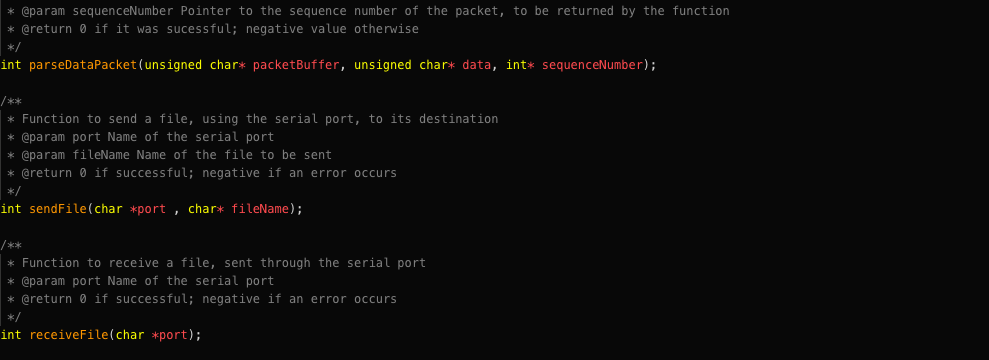 * @param sequenceNumber Pointer to the sequence number of the packet, to be returned by the function
 * @return 0 if it was sucessful; negative value otherwise
 */
int parseDataPacket(unsigned char* packetBuffer, unsigned char* data, int* sequenceNumber);

/**
 * Function to send a file, using the serial port, to its destination
 * @param port Name of the serial port
 * @param fileName Name of the file to be sent
 * @return 0 if successful; negative if an error occurs
 */
int sendFile(char *port , char* fileName);

/**
 * Function to receive a file, sent through the serial port
 * @param port Name of the serial port
 * @return 0 if successful; negative if an error occurs
 */
int receiveFile(char *port);